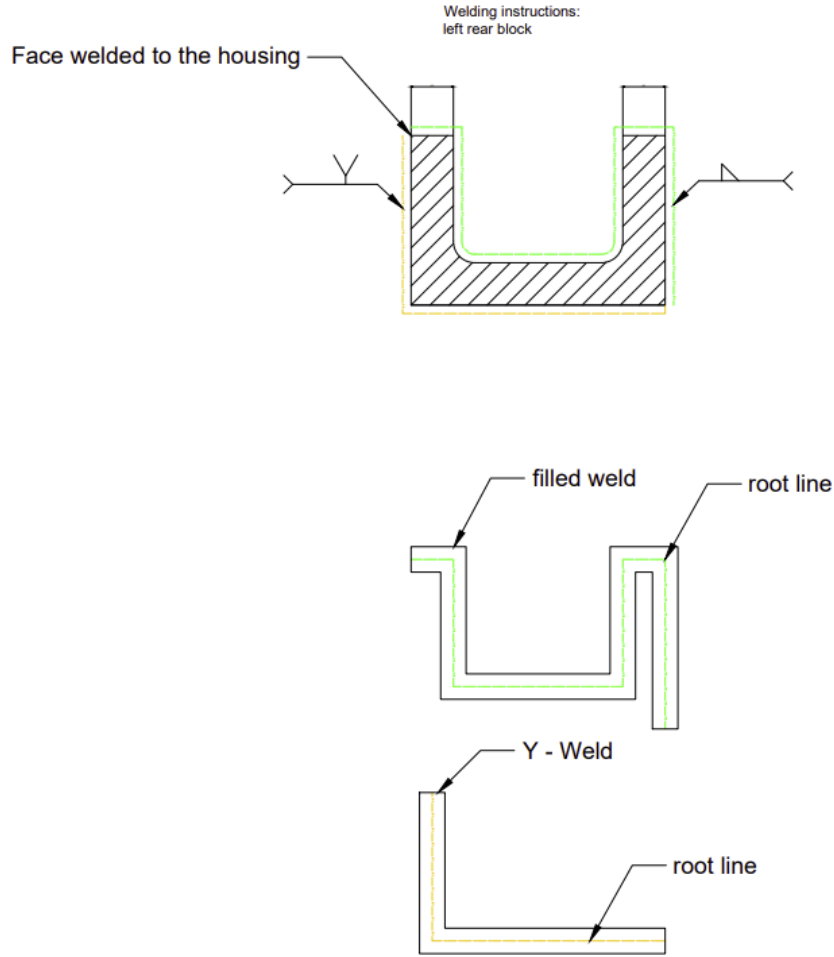 Welding instructions:
left rear block
Face welded to the housing
filled weld
root line
Y - Weld
root line